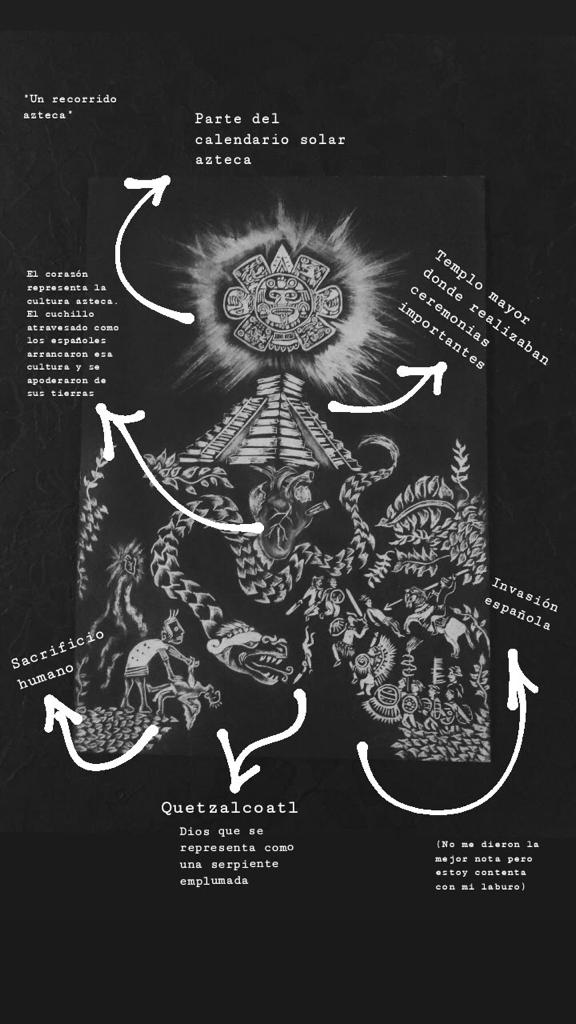 "Un recorrido
azteca"
Parte del
calendario solar
azteca
El corazón
representa la
cultura azteca.
El cuchillo
atravesado como
los españoles
arrancaron esa
cultura y se
apoderaron de
sus tierras
Templo mayor
donde realizaban
ceremonias
importantes
Invasión
española
Sacrificio
humano
Quetzalcoatl
Dios que se
representa como
una serpiente
emplumada
(No me dieron la
mejor nota pero
estoy contenta
con mi laburo)